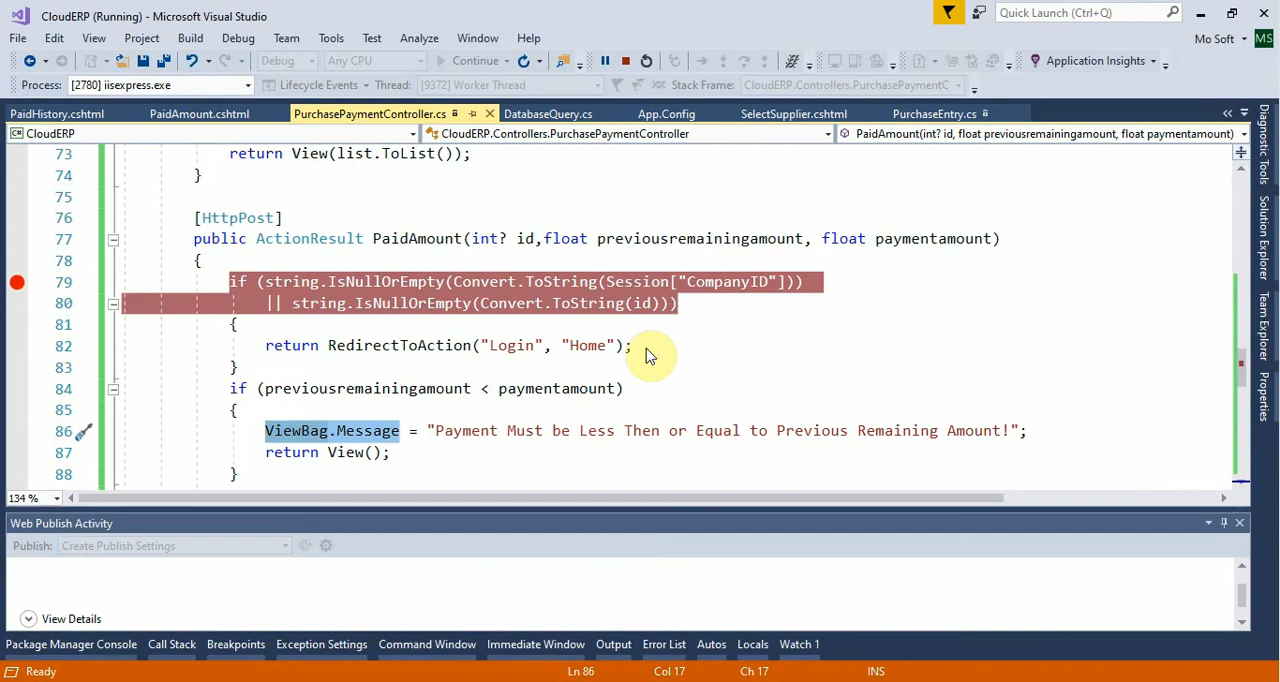 CloudERP (Running) - Microsoft Visual Studio
Quick Launch (Ctrl+Q)
File Edit View Project Build Debug Team Tools Test Analyze Window Help
Mo Soft MS
Debug Any CPU Continue Application Insights
Process: [2780] iisexpress.exe Lifecycle Events Thread: [9372] Worker Thread Stack Frame: CloudERP.Controllers.PurchasePaymentC
PaidHistory.cshtml PaidAmount.cshtml PurchasePaymentController.cs DatabaseQuery.cs App.Config SelectSupplier.cshtml PurchaseEntry.cs
CloudERP CloudERP.Controllers.PurchasePaymentController PaidAmount(int? id, float previousremainingamount, float paymentamount)
73 return View(list.ToList());
74 }
75
76 [HttpPost]
77 public ActionResult PaidAmount(int? id,float previousremainingamount, float paymentamount)
78 {
79 if (string.IsNullOrEmpty(Convert.ToString(Session["CompanyID"]))
80 || string.IsNullOrEmpty(Convert.ToString(id)))
81 {
82 return RedirectToAction("Login", "Home");
83 }
84 if (previousremainingamount < paymentamount)
85 {
86 ViewBag.Message = "Payment Must be Less Then or Equal to Previous Remaining Amount!";
87 return View();
88 }
134 %
Web Publish Activity
Publish: Create Publish Settings
View Details
Package Manager Console Call Stack Breakpoints Exception Settings Command Window Immediate Window Output Error List Autos Locals Watch 1
Ready Ln 86 Col 17 Ch 17 INS
Diagnostic Tools
Solution Explorer
Team Explorer
Properties